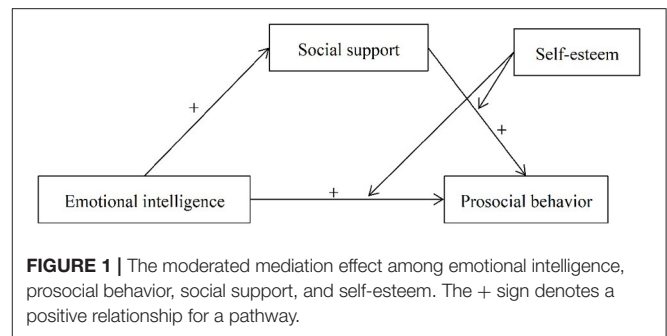 Social support
Self-esteem
+
+
Emotional intelligence
+
Prosocial behavior
FIGURE 1 | The moderated mediation effect among emotional intelligence,
prosocial behavior, social support, and self-esteem. The + sign denotes a
positive relationship for a pathway.